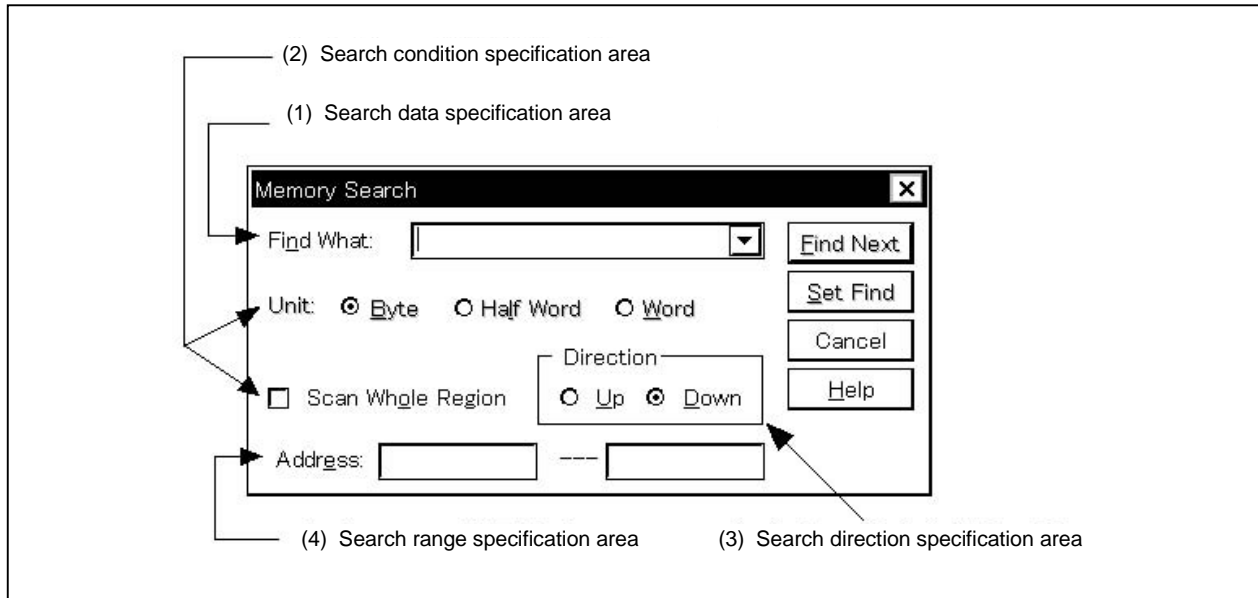 (2) Search condition specification area
(1) Search data specification area
Memory Search
Find What:
Find Next
Unit: Byte Half Word Word
Set Find
Cancel
Direction
Scan Whole Region
Up Down
Help
Address: ---
(4) Search range specification area
(3) Search direction specification area